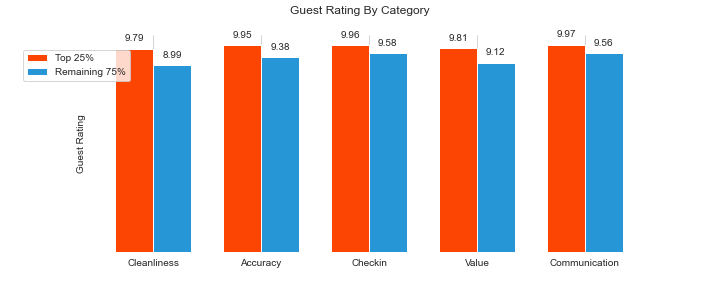 Guest Rating By Category
9.79
8.99
9.95
9.38
9.96
9.58
9.81
9.12
9.97
9.56
Top 25%
Remaining 75%
Guest Rating
Cleanliness
Accuracy
Checkin
Value
Communication